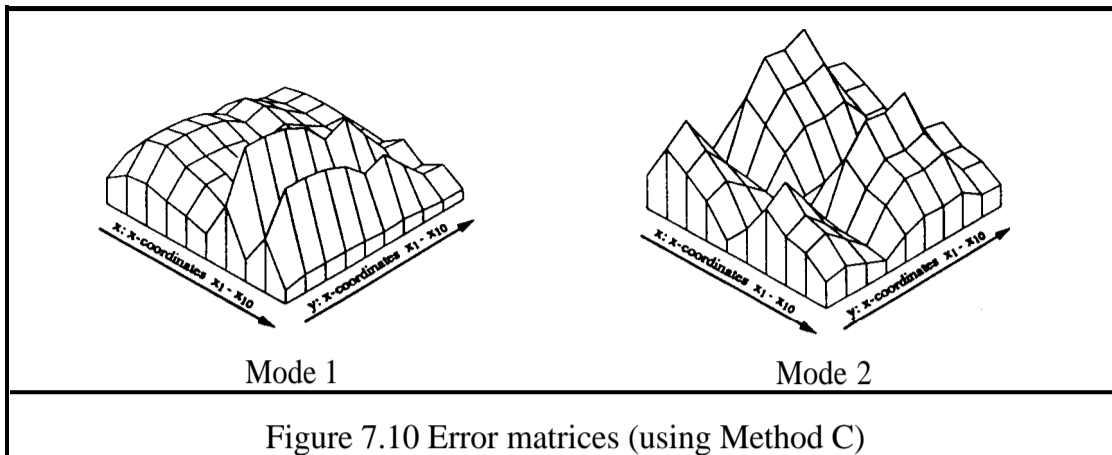 x: x-coordinates x₁ - x₁₀
y: x-coordinates x₁ - x₁₀
x: x-coordinates x₁ - x₁₀
y: x-coordinates x₁ - x₁₀
Mode 1
Mode 2
Figure 7.10 Error matrices (using Method C)